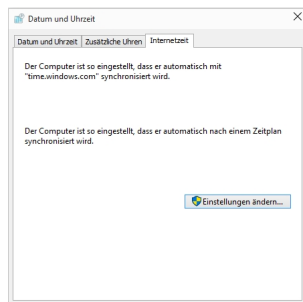 Datum und Uhrzeit
Datum und Uhrzeit Zusätzliche Uhren Internetzeit
Der Computer ist so eingestellt, dass er automatisch mit
"time.windows.com" synchronisiert wird.
Der Computer ist so eingestellt, dass er automatisch nach einem Zeitplan
synchronisiert wird.
Einstellungen ändern...